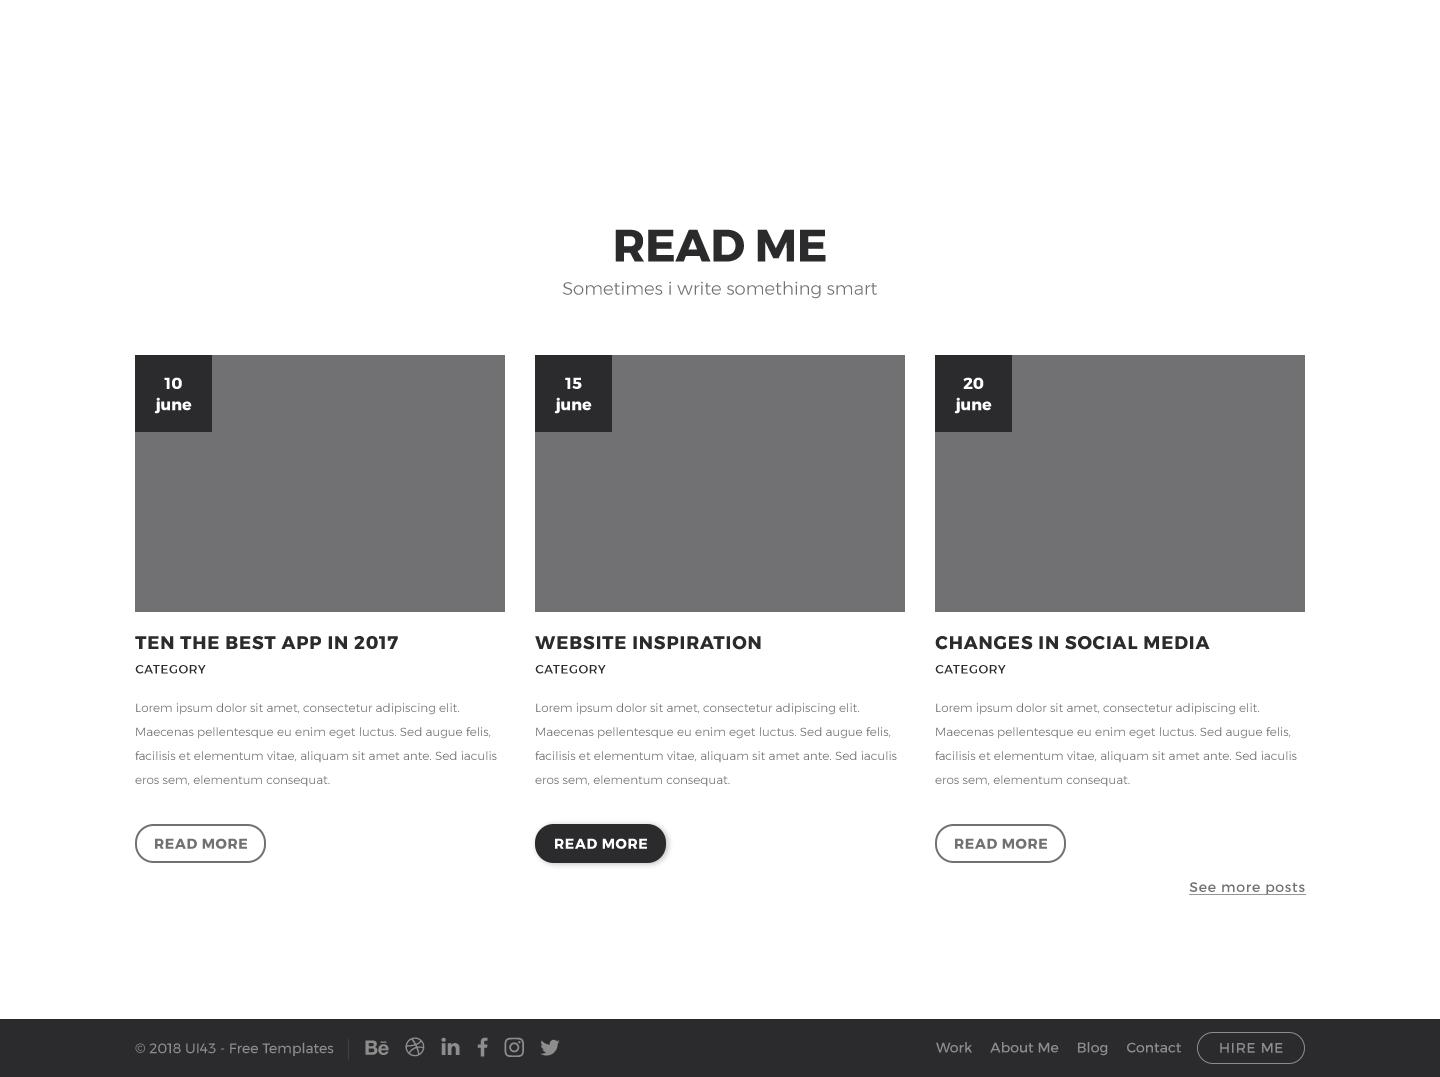 READ ME
Sometimes i write something smart
10
june
15
june
20
june
TEN THE BEST APP IN 2017
CATEGORY
Lorem ipsum dolor sit amet, consectetur adipiscing elit.
Maecenas pellentesque eu enim eget luctus. Sed augue felis,
facilisis et elementum vitae, aliquam sit amet ante. Sed iaculis
eros sem, elementum consequat.
READ MORE
WEBSITE INSPIRATION
CATEGORY
Lorem ipsum dolor sit amet, consectetur adipiscing elit.
Maecenas pellentesque eu enim eget luctus. Sed augue felis,
facilisis et elementum vitae, aliquam sit amet ante. Sed iaculis
eros sem, elementum consequat.
READ MORE
CHANGES IN SOCIAL MEDIA
CATEGORY
Lorem ipsum dolor sit amet, consectetur adipiscing elit.
Maecenas pellentesque eu enim eget luctus. Sed augue felis,
facilisis et elementum vitae, aliquam sit amet ante. Sed iaculis
eros sem, elementum consequat.
READ MORE
See more posts
© 2018 UI43 - Free Templates
Work About Me Blog Contact HIRE ME